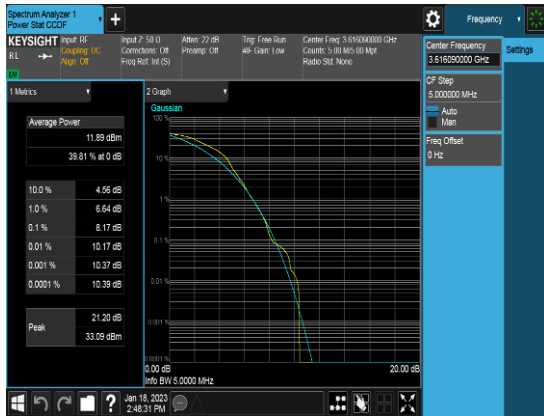 Spectrum Analyzer 1
Power Stat CCDF
+
Frequency
KEYSIGHT
RL
Input: RF
Coupling: DC
Align: Off
Input Z: 50 Ω
Corrections: Off
Freq Ref: Int (S)
Atten: 22 dB
Preamp: Off
Trig: Free Run
#IF Gain: Low
Center Freq: 3.616090000 GHz
Counts: 5.00 M/5.00 Mpt
Radio Std: None
Center Frequency
3.616090000 GHz
Settings
CF Step
5.000000 MHz
Auto
Man
Freq Offset
0 Hz
1 Metrics
Average Power
11.89 dBm
39.81 % at 0 dB
10.0 % 4.56 dB
1.0 % 6.64 dB
0.1 % 8.17 dB
0.01 % 10.17 dB
0.001 % 10.37 dB
0.0001 % 10.39 dB
Peak
21.20 dB
33.09 dBm
2 Graph
Gaussian
100 %
10 %
1 %
0.1 %
0.01 %
0.001 %
0.0001 %
0.00 dB 20.00 dB
Info BW 5.0000 MHz
?
Jan 18, 2023
2:48:31 PM